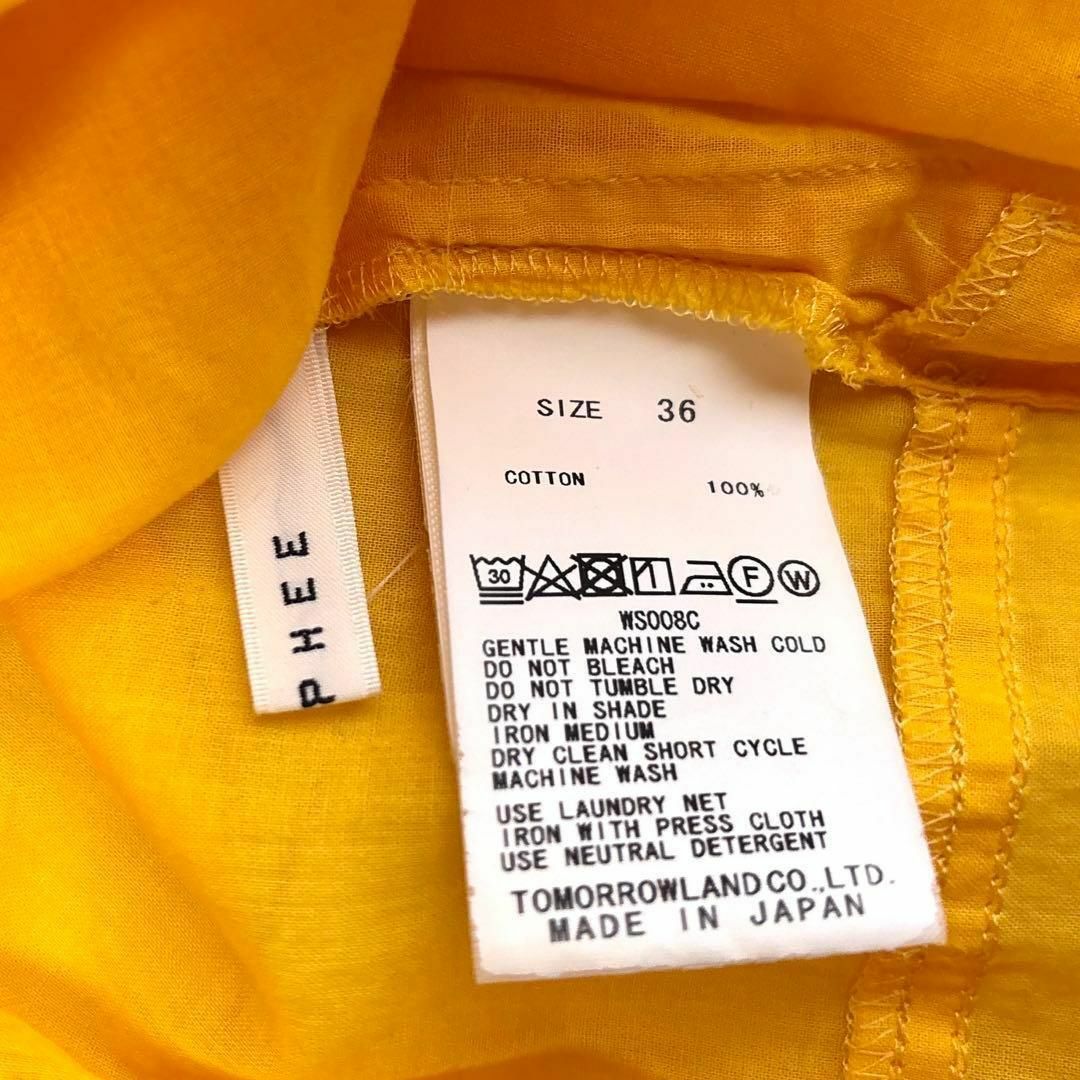 PHEE
SIZE 36
COTTON 100%
30 F W
WS008C
GENTLE MACHINE WASH COLD
DO NOT BLEACH
DO NOT TUMBLE DRY
DRY IN SHADE
IRON MEDIUM
DRY CLEAN SHORT CYCLE
MACHINE WASH
USE LAUNDRY NET
IRON WITH PRESS CLOTH
USE NEUTRAL DETERGENT
TOMORROWLAND CO.,LTD.
MADE IN JAPAN